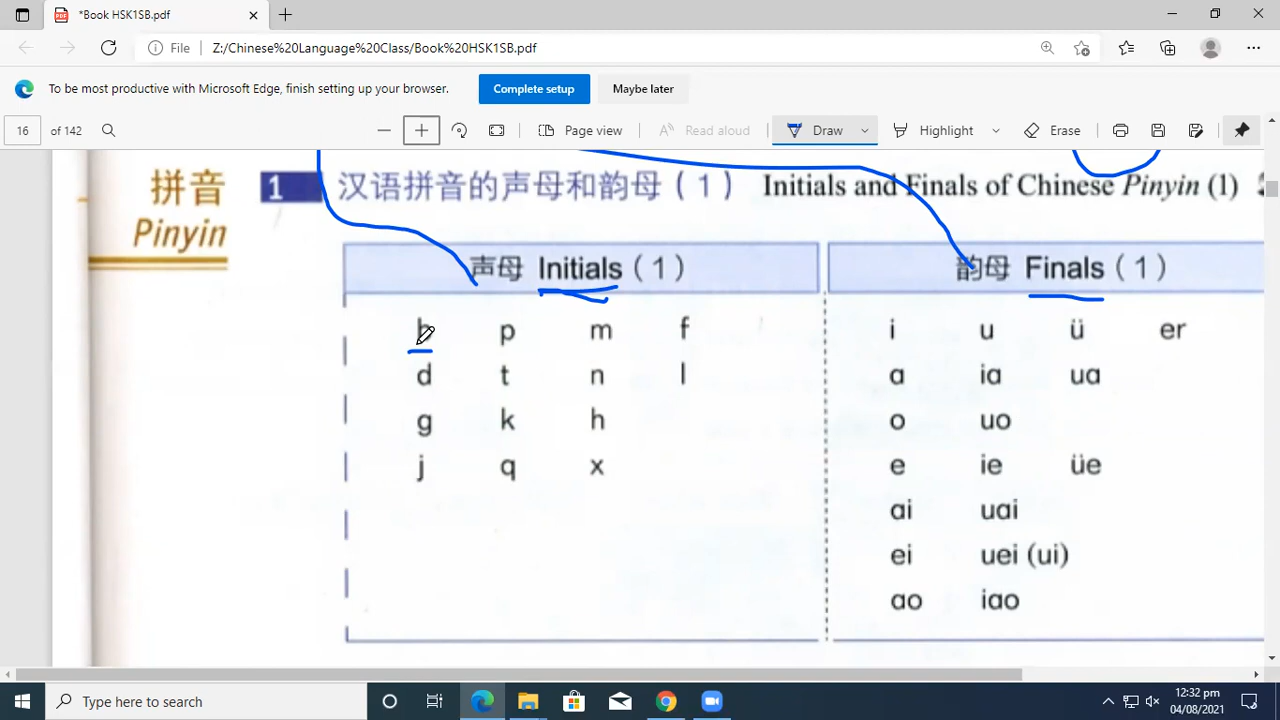 *Book HSK1SB.pdf
File Z:/Chinese%20Language%20Class/Book%20HSK1SB.pdf
To be most productive with Microsoft Edge, finish setting up your browser. Complete setup Maybe later
16 of 142 Page view Read aloud Draw Highlight Erase
拼音
Pinyin
1 汉语拼音的声母和韵母(1) Initials and Finals of Chinese Pinyin (1)
声母 Initials(1) 韵母 Finals(1)
b p m f i u ü er
d t n l a ia ua
g k h o uo
j q x e ie üe
ai uai
ei uei (ui)
ao iao
Type here to search
12:32 pm
04/08/2021